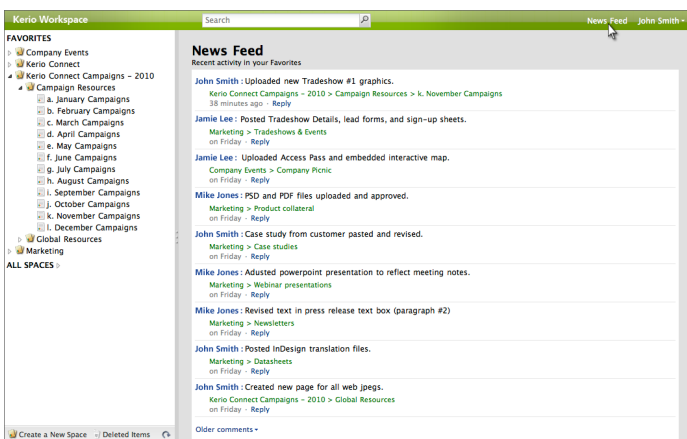 Kerio Workspace
Search
News Feed John Smith
FAVORITES
Company Events
Kerio Connect
Kerio Connect Campaigns - 2010
Campaign Resources
a. January Campaigns
b. February Campaigns
c. March Campaigns
d. April Campaigns
e. May Campaigns
f. June Campaigns
g. July Campaigns
h. August Campaigns
i. September Campaigns
j. October Campaigns
k. November Campaigns
l. December Campaigns
Global Resources
Marketing
ALL SPACES
Create a New Space Deleted Items
News Feed
Recent activity in your Favorites
John Smith : Uploaded new Tradeshow #1 graphics.
Kerio Connect Campaigns - 2010 > Campaign Resources > k. November Campaigns
38 minutes ago - Reply
Jamie Lee : Posted Tradeshow Details, lead forms, and sign-up sheets.
Marketing > Tradeshows & Events
on Friday - Reply
Jamie Lee : Uploaded Access Pass and embedded interactive map.
Company Events > Company Picnic
on Friday - Reply
Mike Jones : PSD and PDF files uploaded and approved.
Marketing > Product collateral
on Friday - Reply
John Smith : Case study from customer pasted and revised.
Marketing > Case studies
on Friday - Reply
Mike Jones : Adusted powerpoint presentation to reflect meeting notes.
Marketing > Webinar presentations
on Friday - Reply
Mike Jones : Revised text in press release text box (paragraph #2)
Marketing > Newsletters
on Friday - Reply
John Smith : Posted InDesign translation files.
Marketing > Datasheets
on Friday - Reply
John Smith : Created new page for all web jpegs.
Kerio Connect Campaigns - 2010 > Global Resources
on Friday - Reply
Older comments